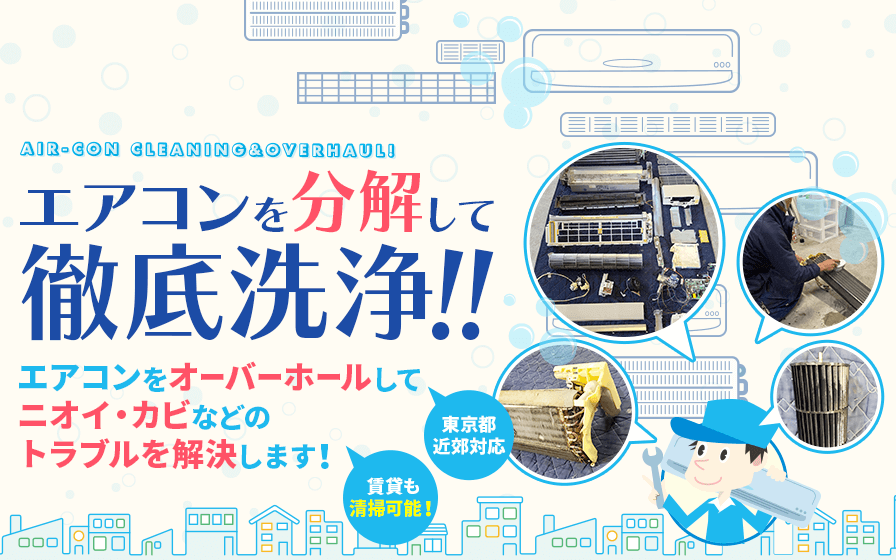 AIR-CON CLEANING&OVERHAUL!
エアコンを分解して
徹底洗浄!!
エアコンをオーバーホールして
ニオイ・カビなどの
トラブルを解決します!
東京都
近郊対応
賃貸も
清掃可能!